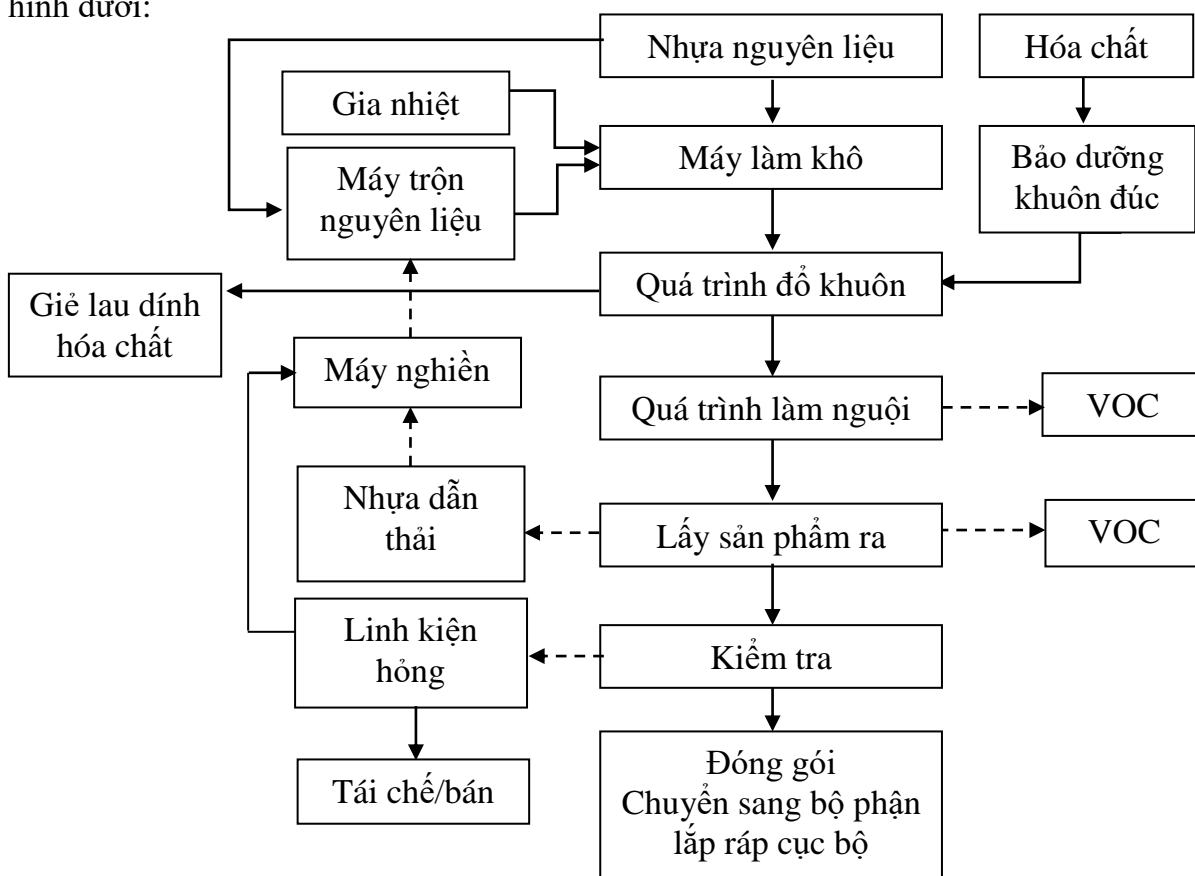 hình dưới:
Nhựa nguyên liệu
Hóa chất
Gia nhiệt
Máy làm khô
Bảo dưỡng
khuôn đúc
Máy trộn
nguyên liệu
Quá trình đổ khuôn
Giẻ lau dính
hóa chất
Máy nghiền
Quá trình làm nguội
VOC
Nhựa dẫn
thải
Lấy sản phẩm ra
VOC
Linh kiện
hỏng
Kiểm tra
Tái chế/bán
Đóng gói
Chuyển sang bộ phận
lắp ráp cục bộ